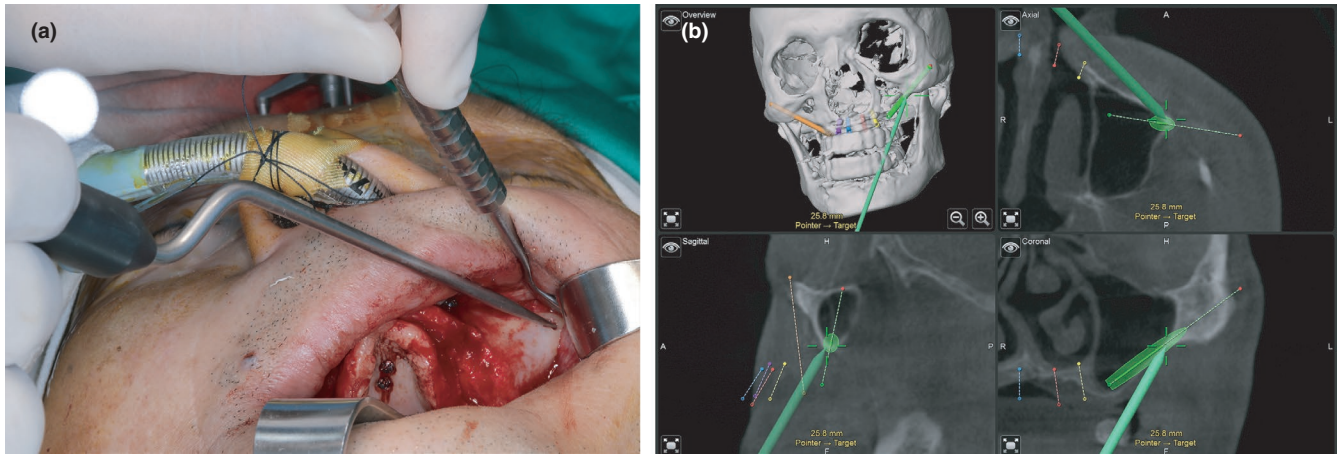 (a)
(b)
Overview
25.8 mm
Pointer → Target
Axial
A
R
L
25.8 mm
Pointer → Target
P
Sagittal
H
A
P
25.8 mm
Pointer → Target
F
Coronal
H
R
L
25.8 mm
Pointer → Target
F